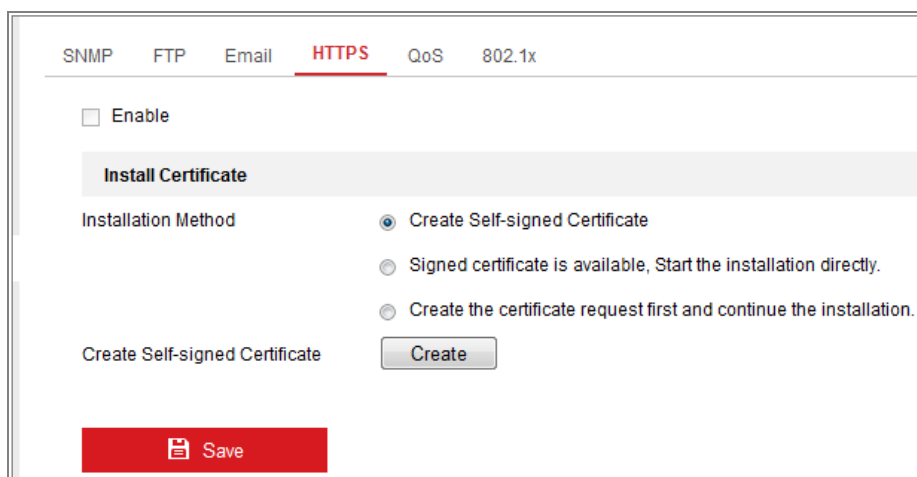 SNMP FTP Email HTTPS QoS 802.1x
Enable
Install Certificate
Installation Method
Create Self-signed Certificate
Signed certificate is available, Start the installation directly.
Create the certificate request first and continue the installation.
Create Self-signed Certificate Create
Save